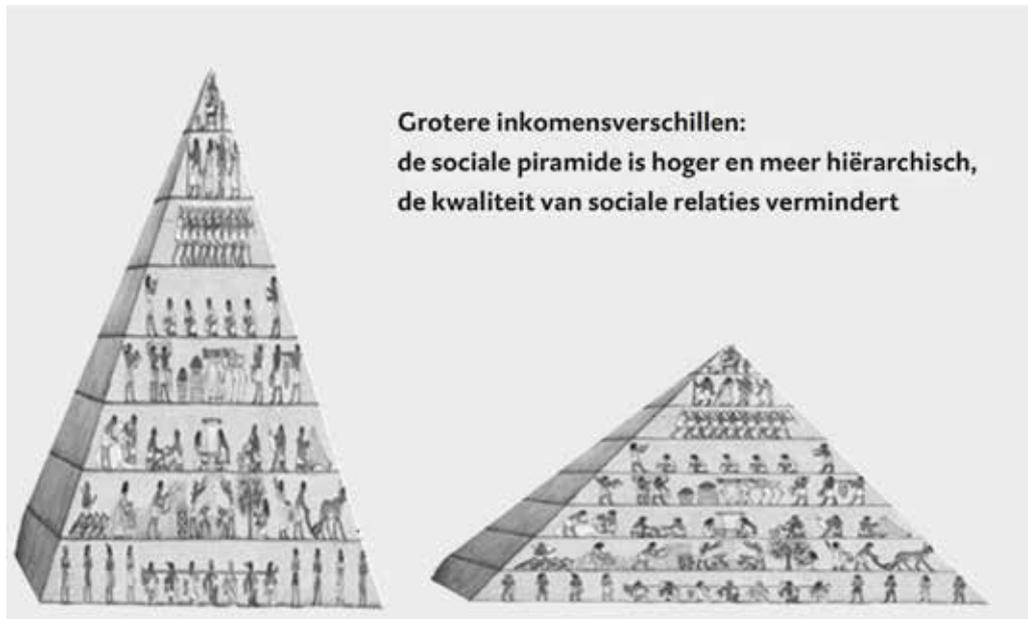 Grotere inkomensverschillen:
de sociale piramide is hoger en meer hiërarchisch,
de kwaliteit van sociale relaties vermindert